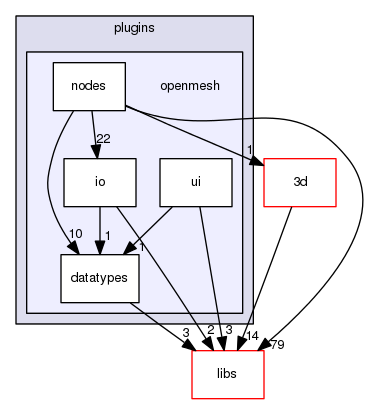 plugins
nodes
openmesh
22
1
io
ui
3d
10
1
1
datatypes
3
2
3
14
79
libs